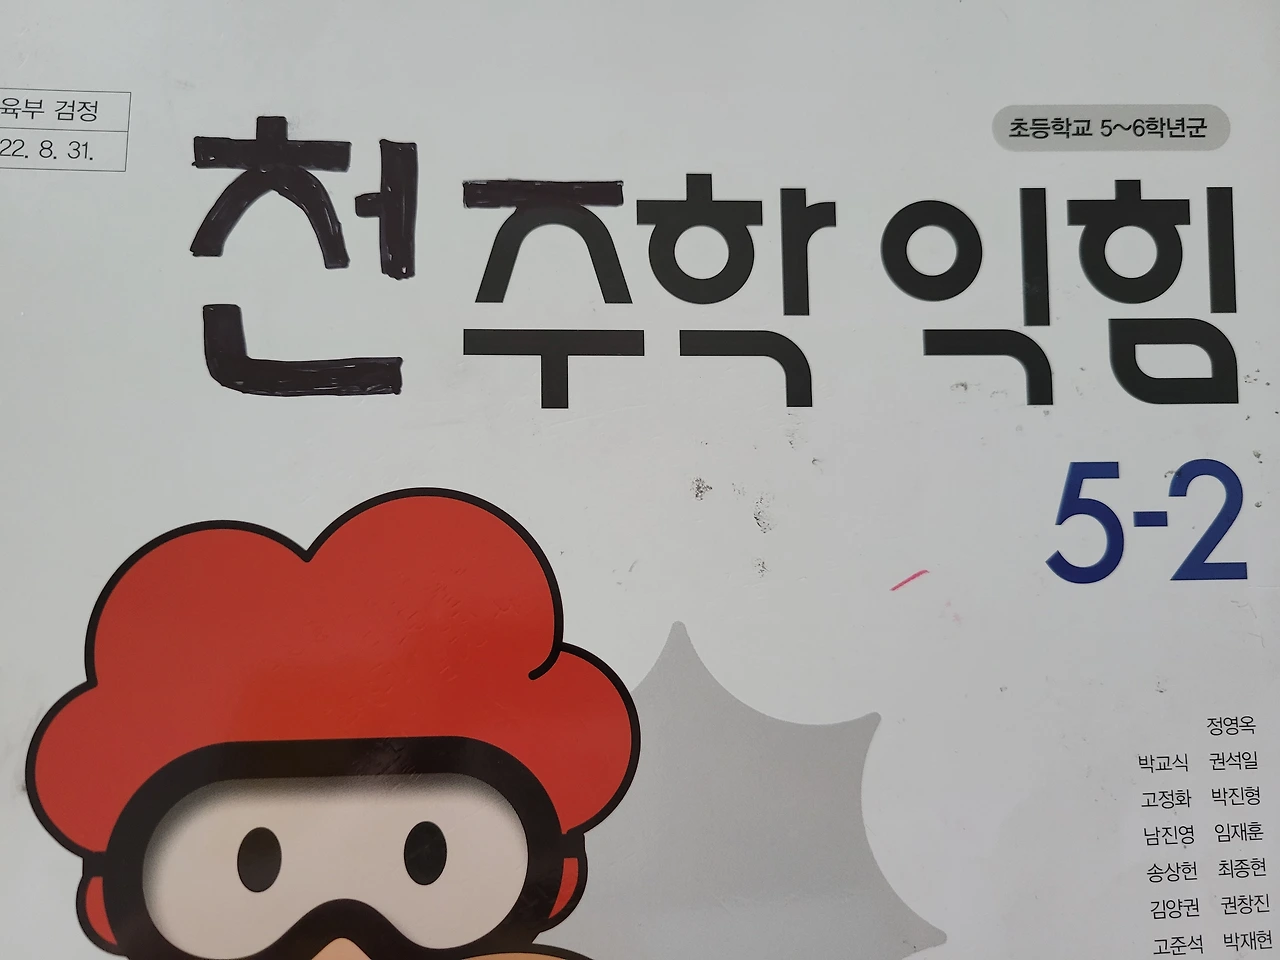 육부 검정
22. 8. 31.
초등학교 5~6학년군
천주학 익힘
5-2
정영옥
박교식 권석일
고정화 박진형
남진영 임재훈
송상헌 최종현
김양권 권창진
고준석 박재현